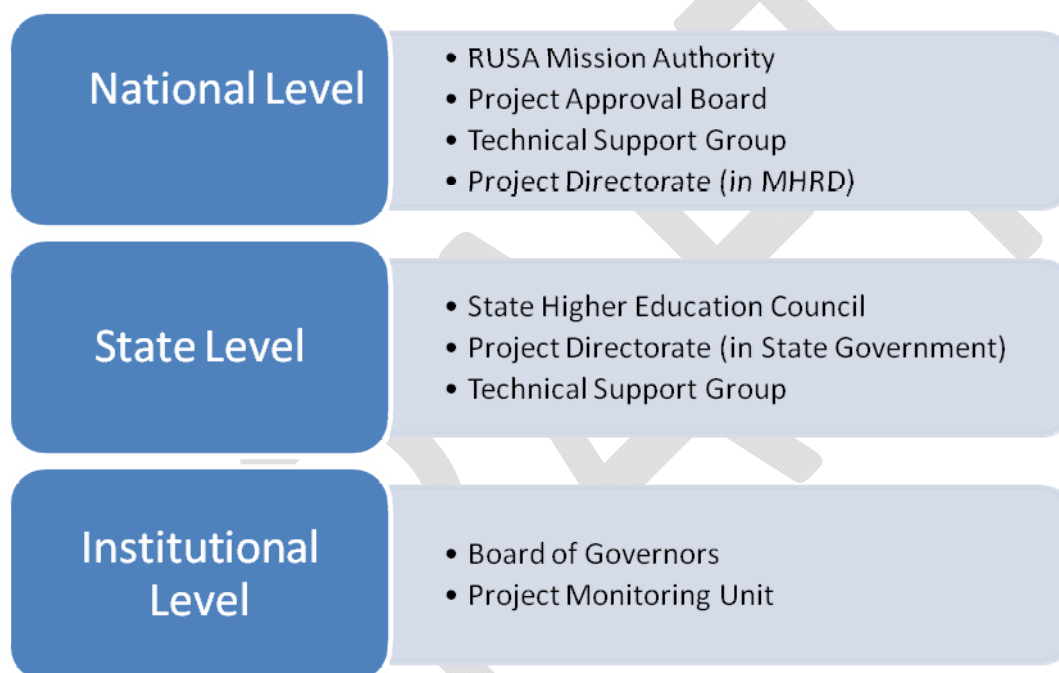 National Level
• RUSA Mission Authority
• Project Approval Board
• Technical Support Group
• Project Directorate (in MHRD)
State Level
• State Higher Education Council
• Project Directorate (in State Government)
• Technical Support Group
Institutional
Level
• Board of Governors
• Project Monitoring Unit